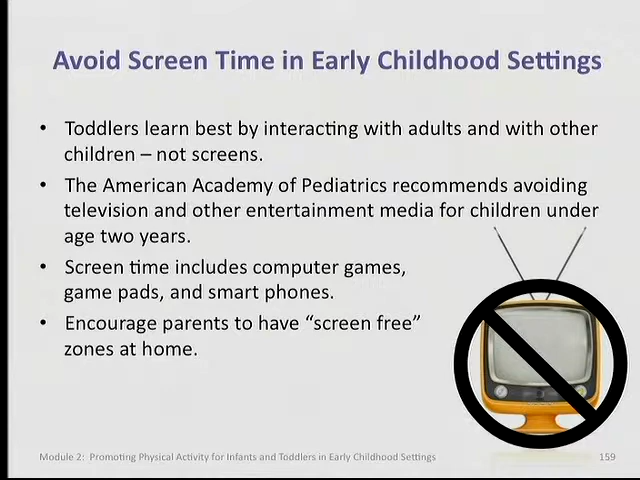 Avoid Screen Time in Early Childhood Settings
• Toddlers learn best by interacting with adults and with other
children – not screens.
• The American Academy of Pediatrics recommends avoiding
television and other entertainment media for children under
age two years.
• Screen time includes computer games,
game pads, and smart phones.
• Encourage parents to have “screen free”
zones at home.
Module 2: Promoting Physical Activity for Infants and Toddlers in Early Childhood Settings
159